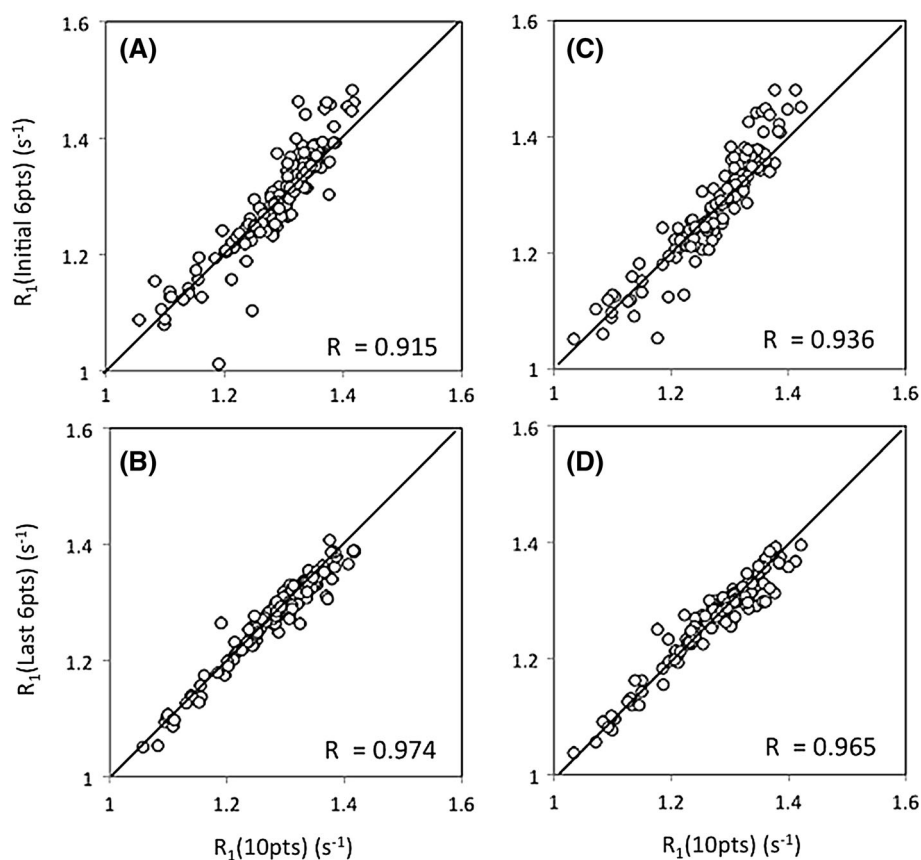 1.6
(A)
R₁(Initial 6pts) (s⁻¹)
1.4
1.2
R = 0.915
1
1 1.2 1.4 1.6
1.6
(C)
1.4
1.2
R = 0.936
1
1 1.2 1.4 1.6
1.6
(B)
R₁(Last 6pts) (s⁻¹)
1.4
1.2
R = 0.974
1
1 1.2 1.4 1.6
R₁(10pts) (s⁻¹)
1.6
(D)
1.4
1.2
R = 0.965
1
1 1.2 1.4 1.6
R₁(10pts) (s⁻¹)